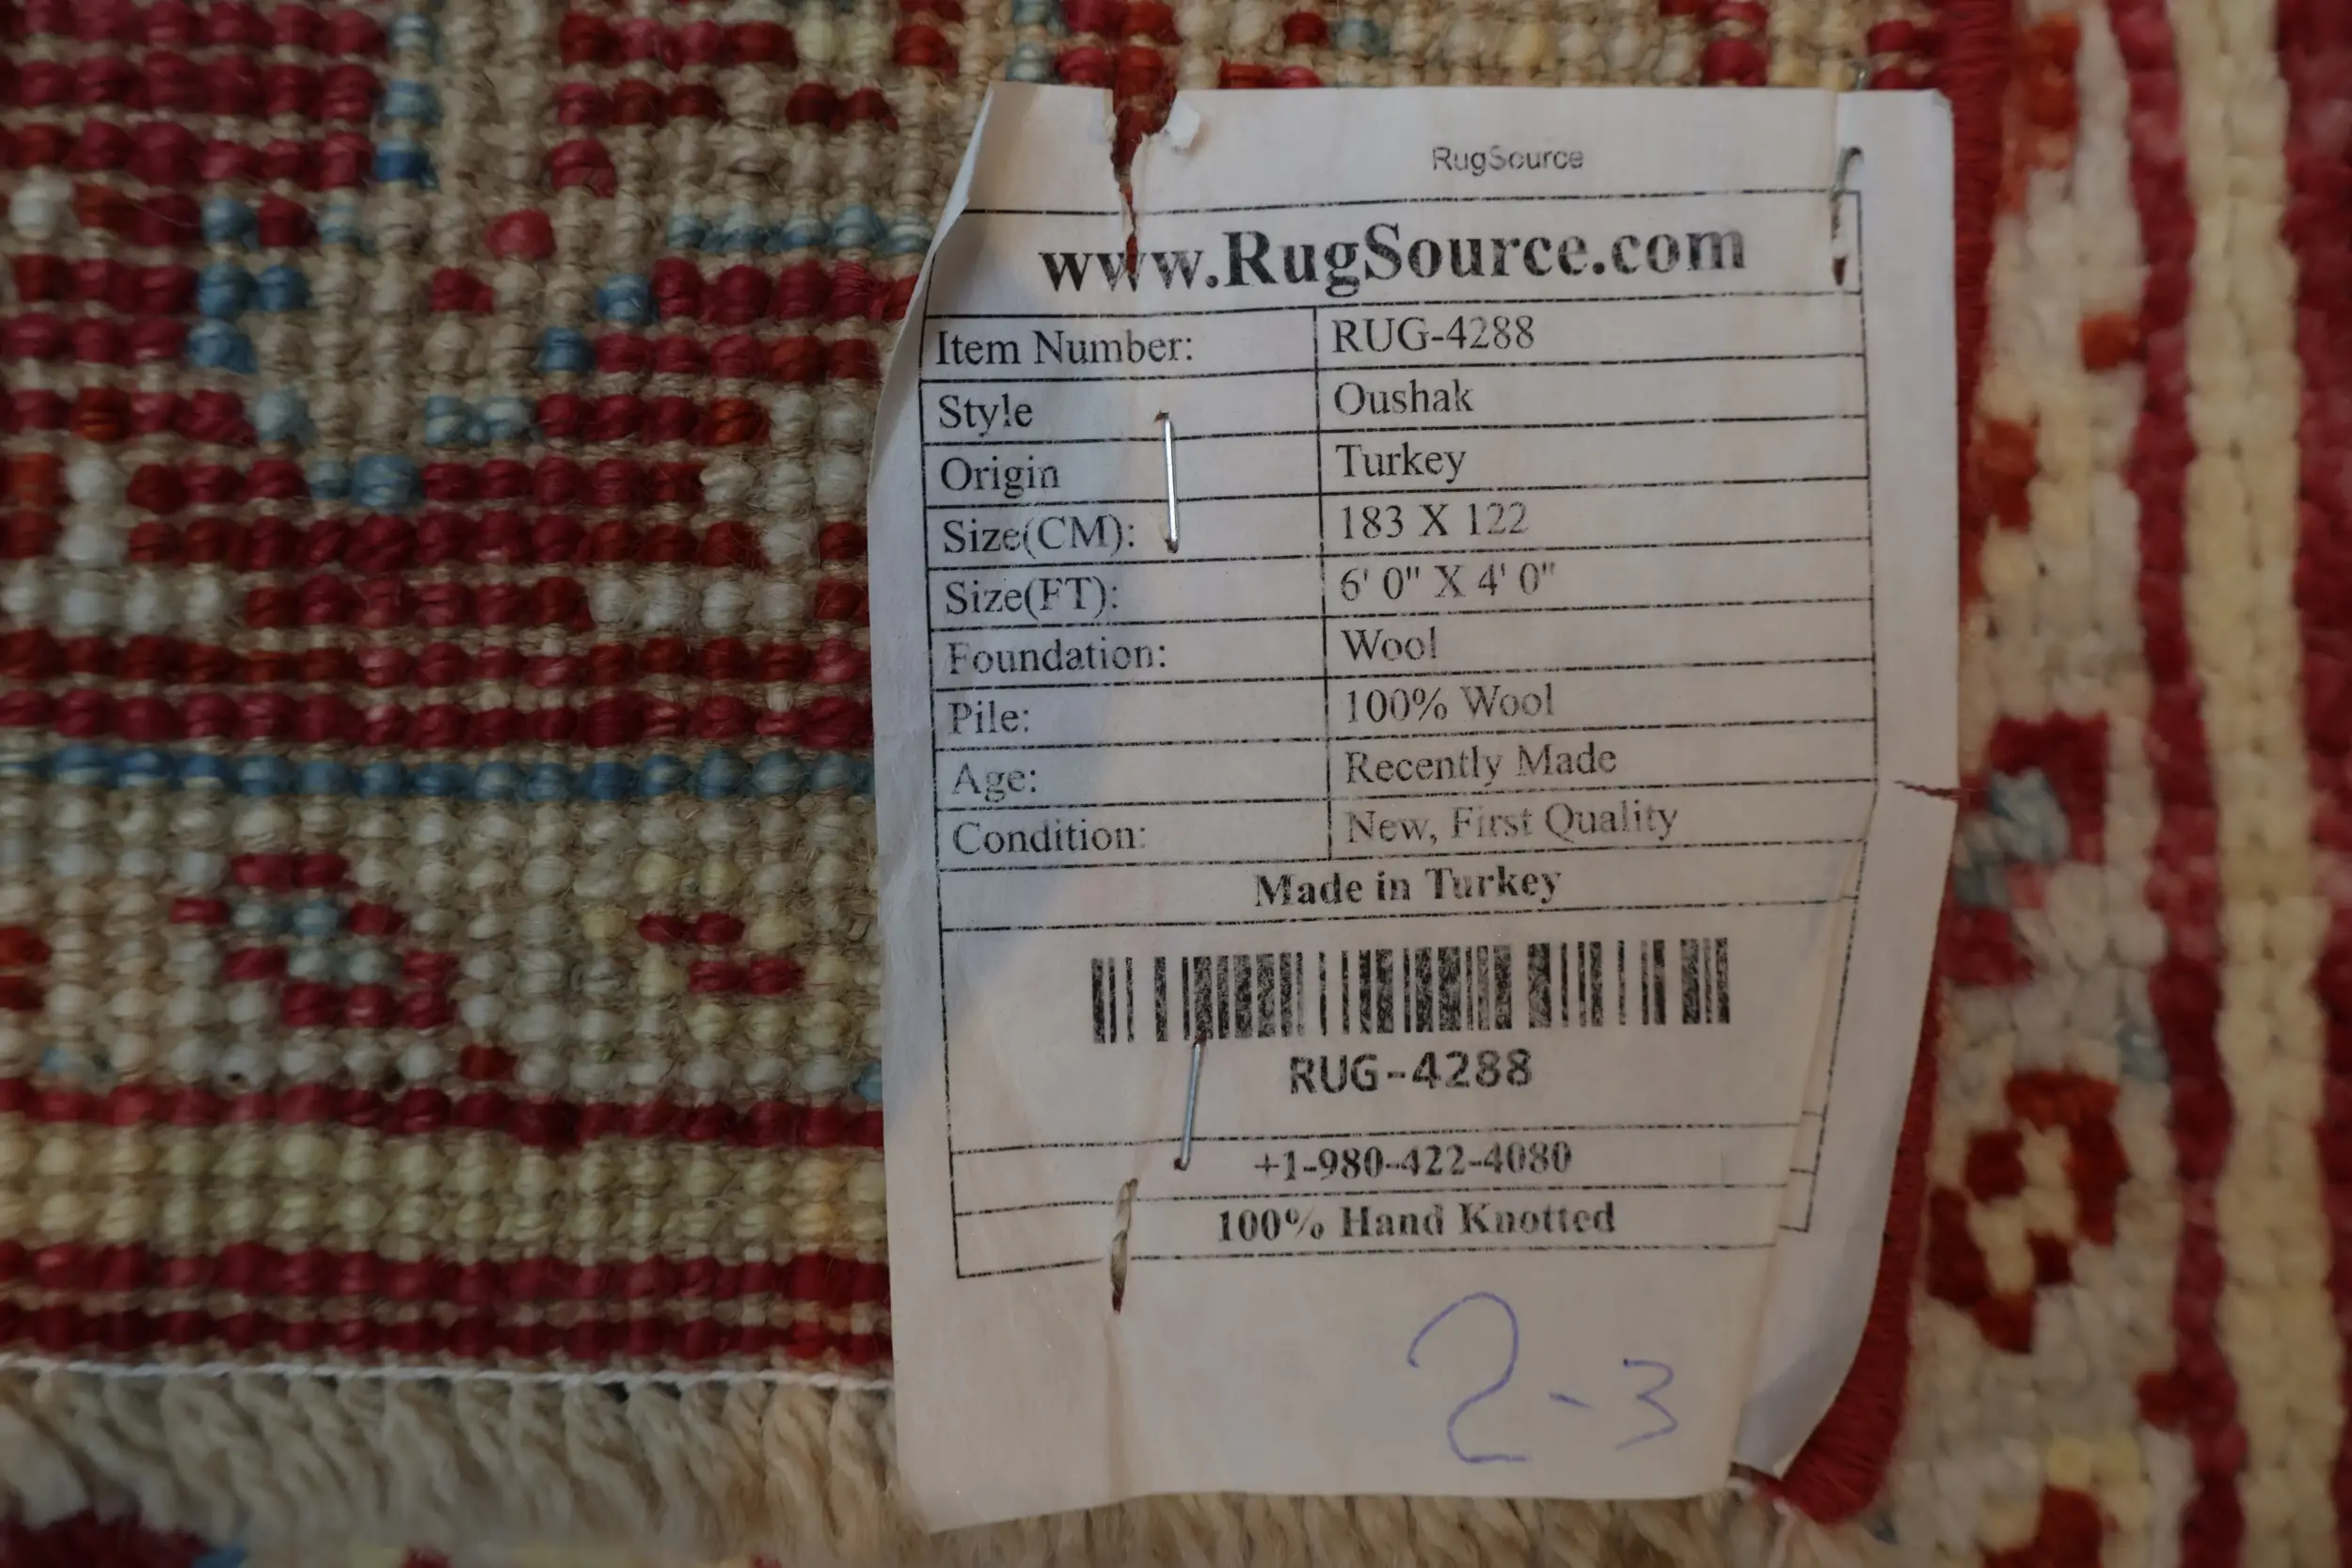 RugSource
www.RugSource.com
Item Number: RUG-4288
Style Oushak
Origin Turkey
Size(CM): 183 X 122
Size(FT): 6' 0" X 4' 0"
Foundation: Wool
Pile: 100% Wool
Age: Recently Made
Condition: New, First Quality
Made in Turkey
RUG-4288
+1-980-422-4080
100% Hand Knotted
2-3